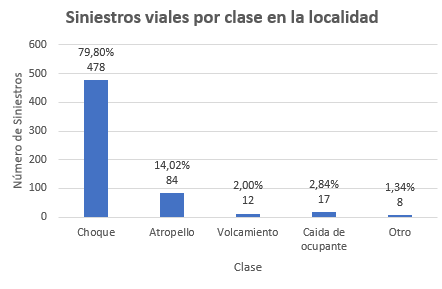 Siniestros viales por clase en la localidad
Número de Siniestros
600
500
400
300
200
100
0
79,80%
478
14,02%
84
2,00%
12
2,84%
17
1,34%
8
Choque
Atropello
Volcamiento
Caida de
ocupante
Otro
Clase